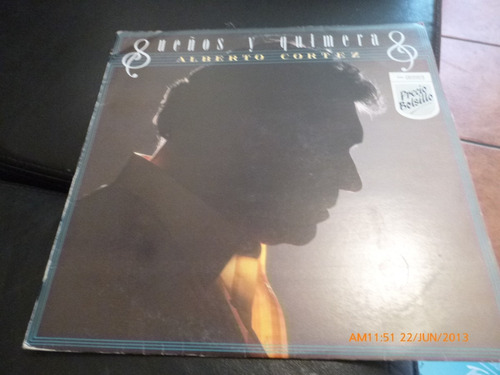 Sueños y quimeras
ALBERTO CORTEZ
Precio
Bolsillo
AM11:51 22/JUN/2013